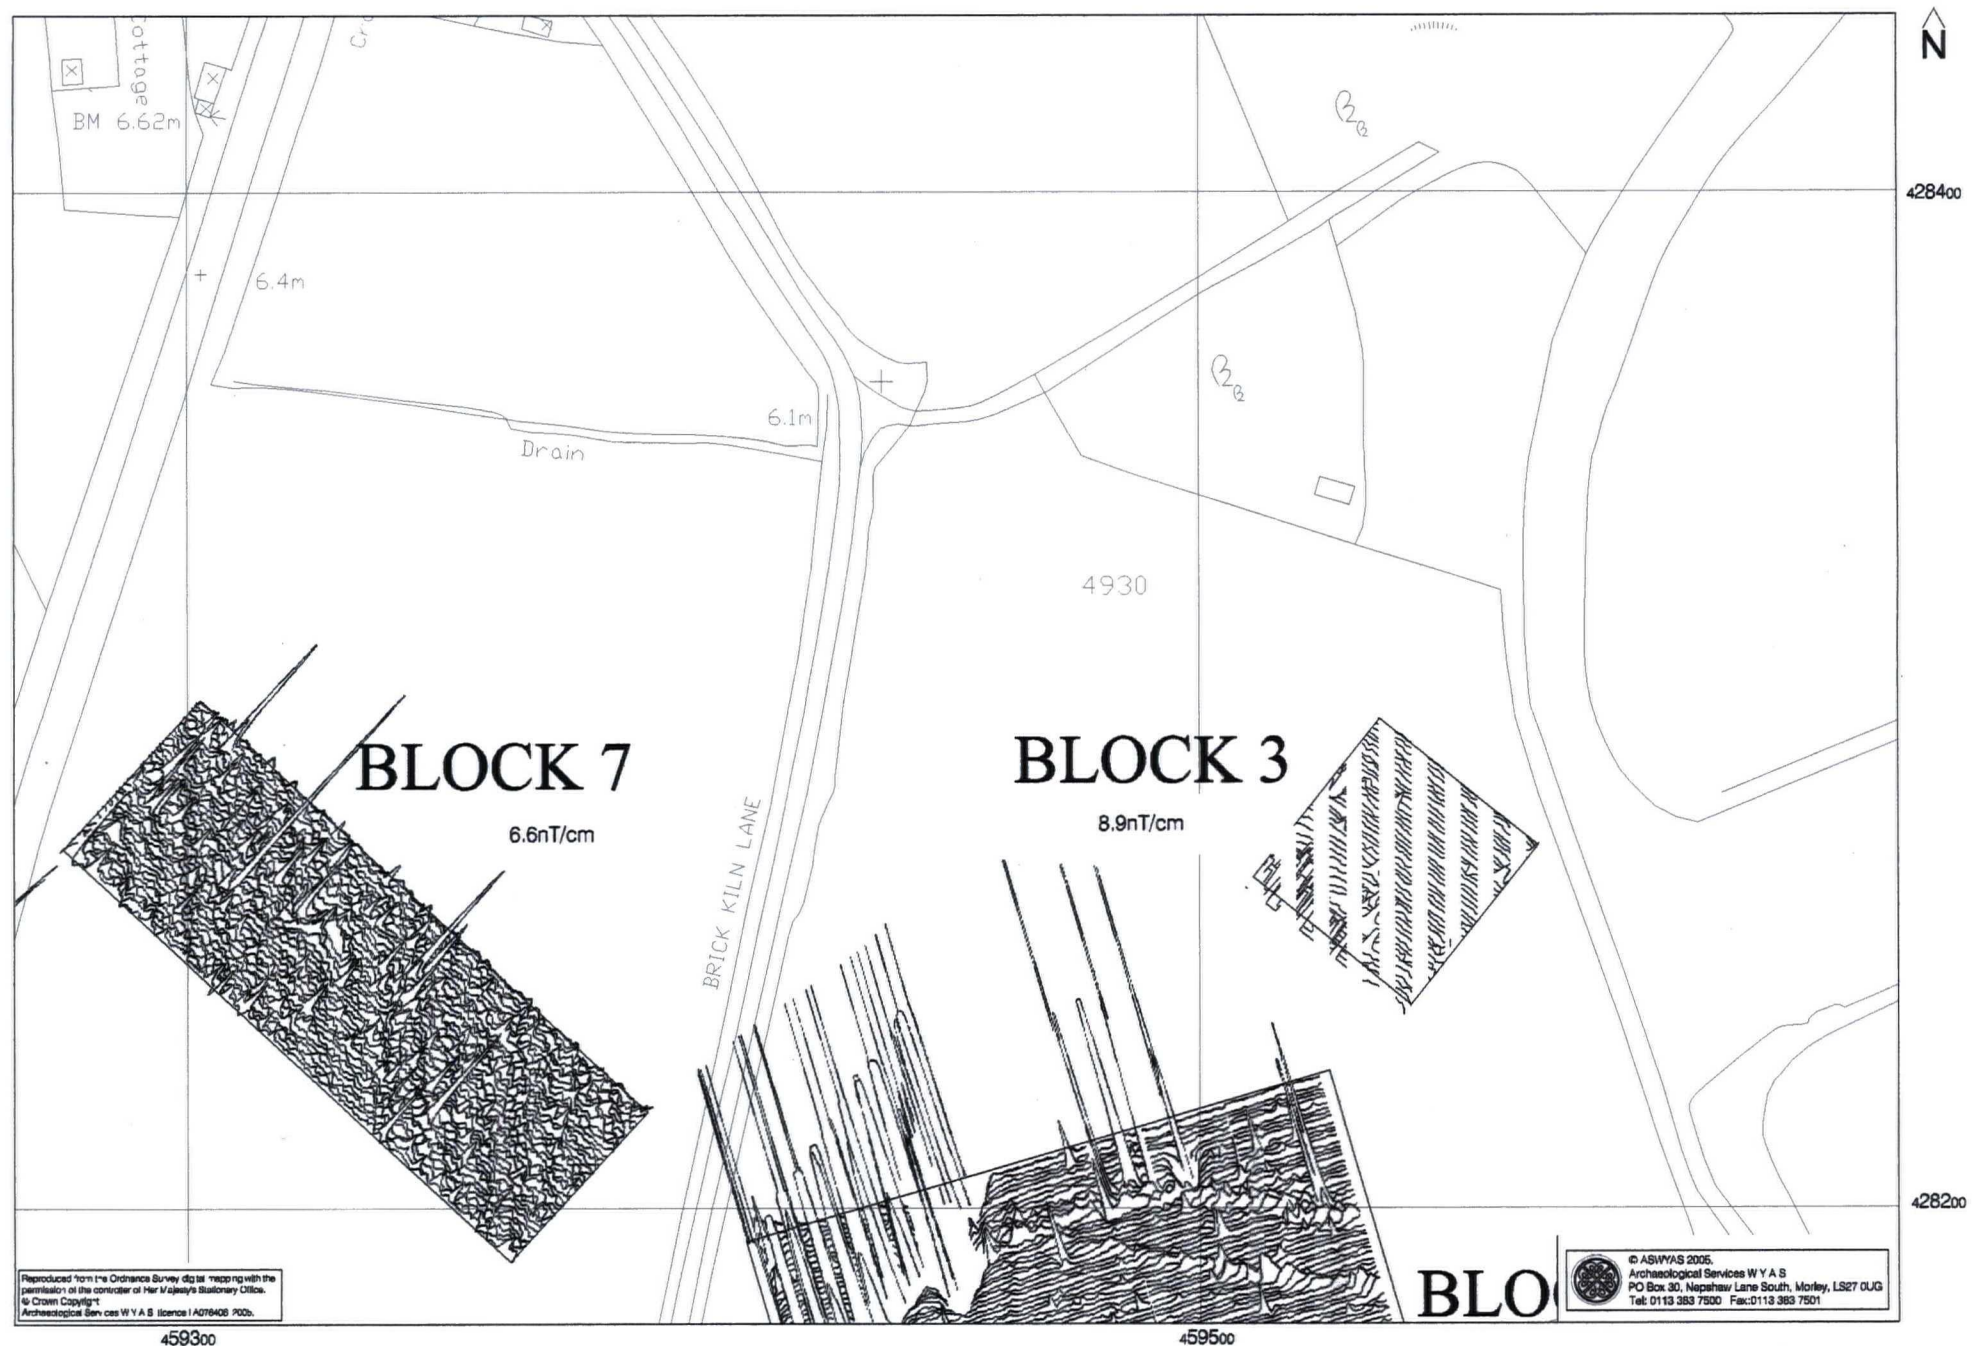 N
Cottage
BM 6.62m
428400
6.4m
6.1m
Drain
4930
BLOCK 7
6.6nT/cm
BLOCK 3
8.9nT/cm
BRICK KILN LANE
428200
BLO
Reproduced from the Ordnance Survey digital mapping with the
permission of the controller of Her Majesty's Stationery Office.
© Crown Copyright
Archaeological Services W Y A S licence 2005.
© ASWYAS 2005.
Archaeological Services W Y A S
PO Box 30, Nepshaw Lane South, Morley, LS27 0UG
Tel: 0113 383 7500 Fax:0113 383 7501
459300
459500